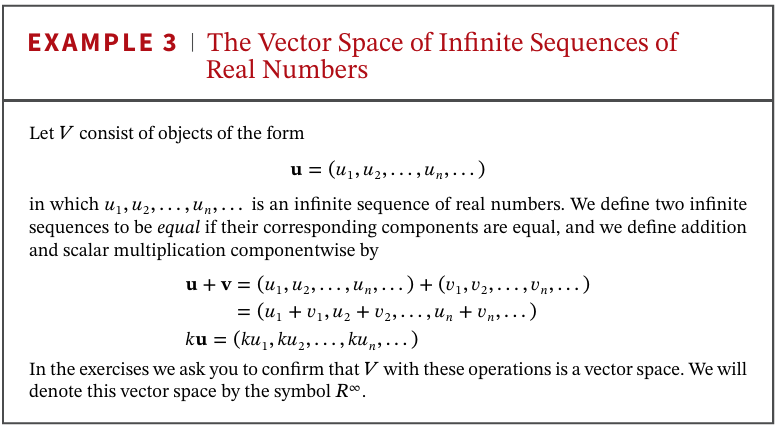 EXAMPLE 3 | The Vector Space of Infinite Sequences of
Real Numbers
Let V consist of objects of the form
u = (u₁, u₂, . . . , uₙ, . . . )
in which u₁, u₂, . . . , uₙ, . . . is an infinite sequence of real numbers. We define two infinite
sequences to be equal if their corresponding components are equal, and we define addition
and scalar multiplication componentwise by
u + v = (u₁, u₂, . . . , uₙ, . . . ) + (v₁, v₂, . . . , vₙ, . . . )
= (u₁ + v₁, u₂ + v₂, . . . , uₙ + vₙ, . . . )
ku = (ku₁, ku₂, . . . , kuₙ, . . . )
In the exercises we ask you to confirm that V with these operations is a vector space. We will
denote this vector space by the symbol R^∞.